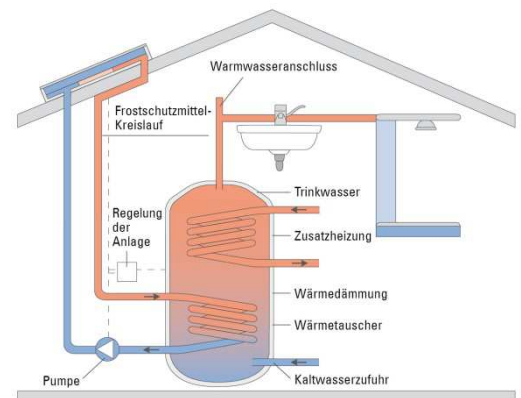 Warmwasseranschluss
Frostschutzmittel-
Kreislauf
Trinkwasser
Regelung
der
Anlage
Zusatzheizung
Wärmedämmung
Wärmetauscher
Pumpe
Kaltwasserzufuhr